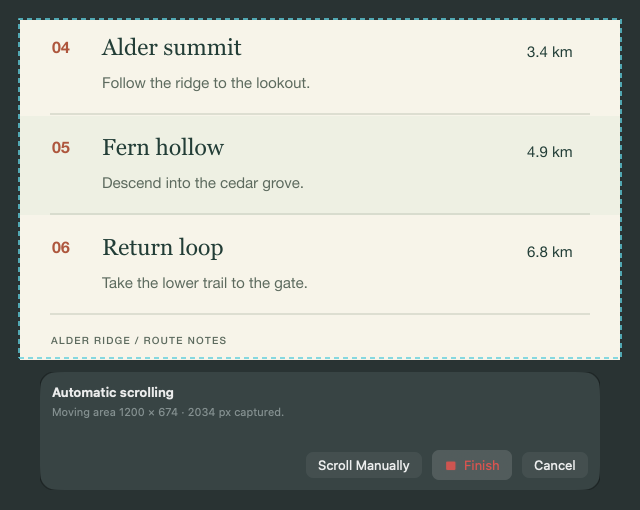 04 Alder summit 3.4 km
Follow the ridge to the lookout.
05 Fern hollow 4.9 km
Descend into the cedar grove.
06 Return loop 6.8 km
Take the lower trail to the gate.
ALDER RIDGE / ROUTE NOTES
Automatic scrolling
Moving area 1200 × 674 · 2034 px captured.
Scroll Manually Finish Cancel